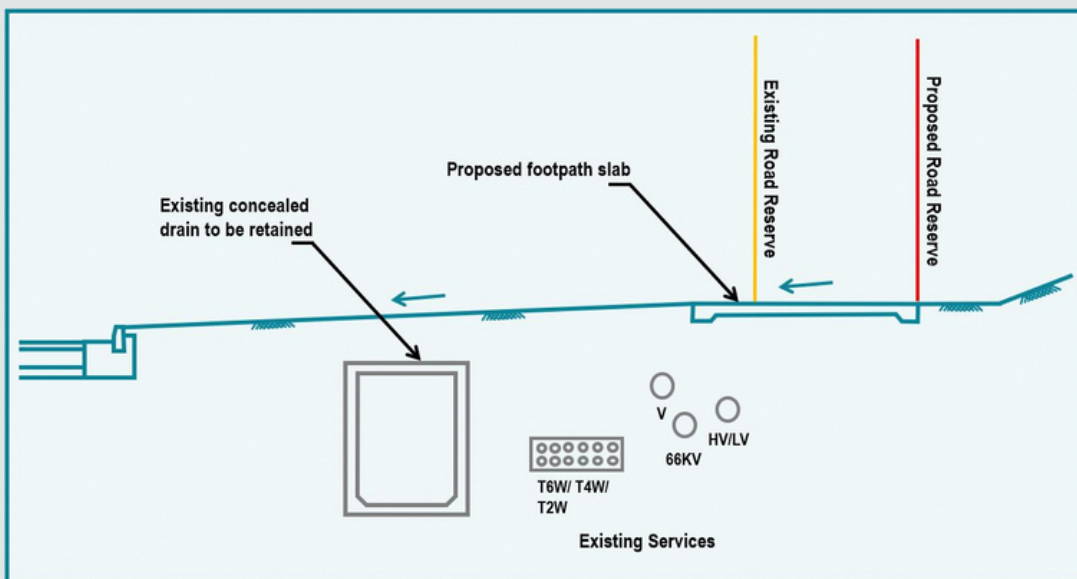 Existing Road Reserve
Proposed Road Reserve
Proposed footpath slab
Existing concealed
drain to be retained
V
HV/LV
66KV
T6W/ T4W/
T2W
Existing Services